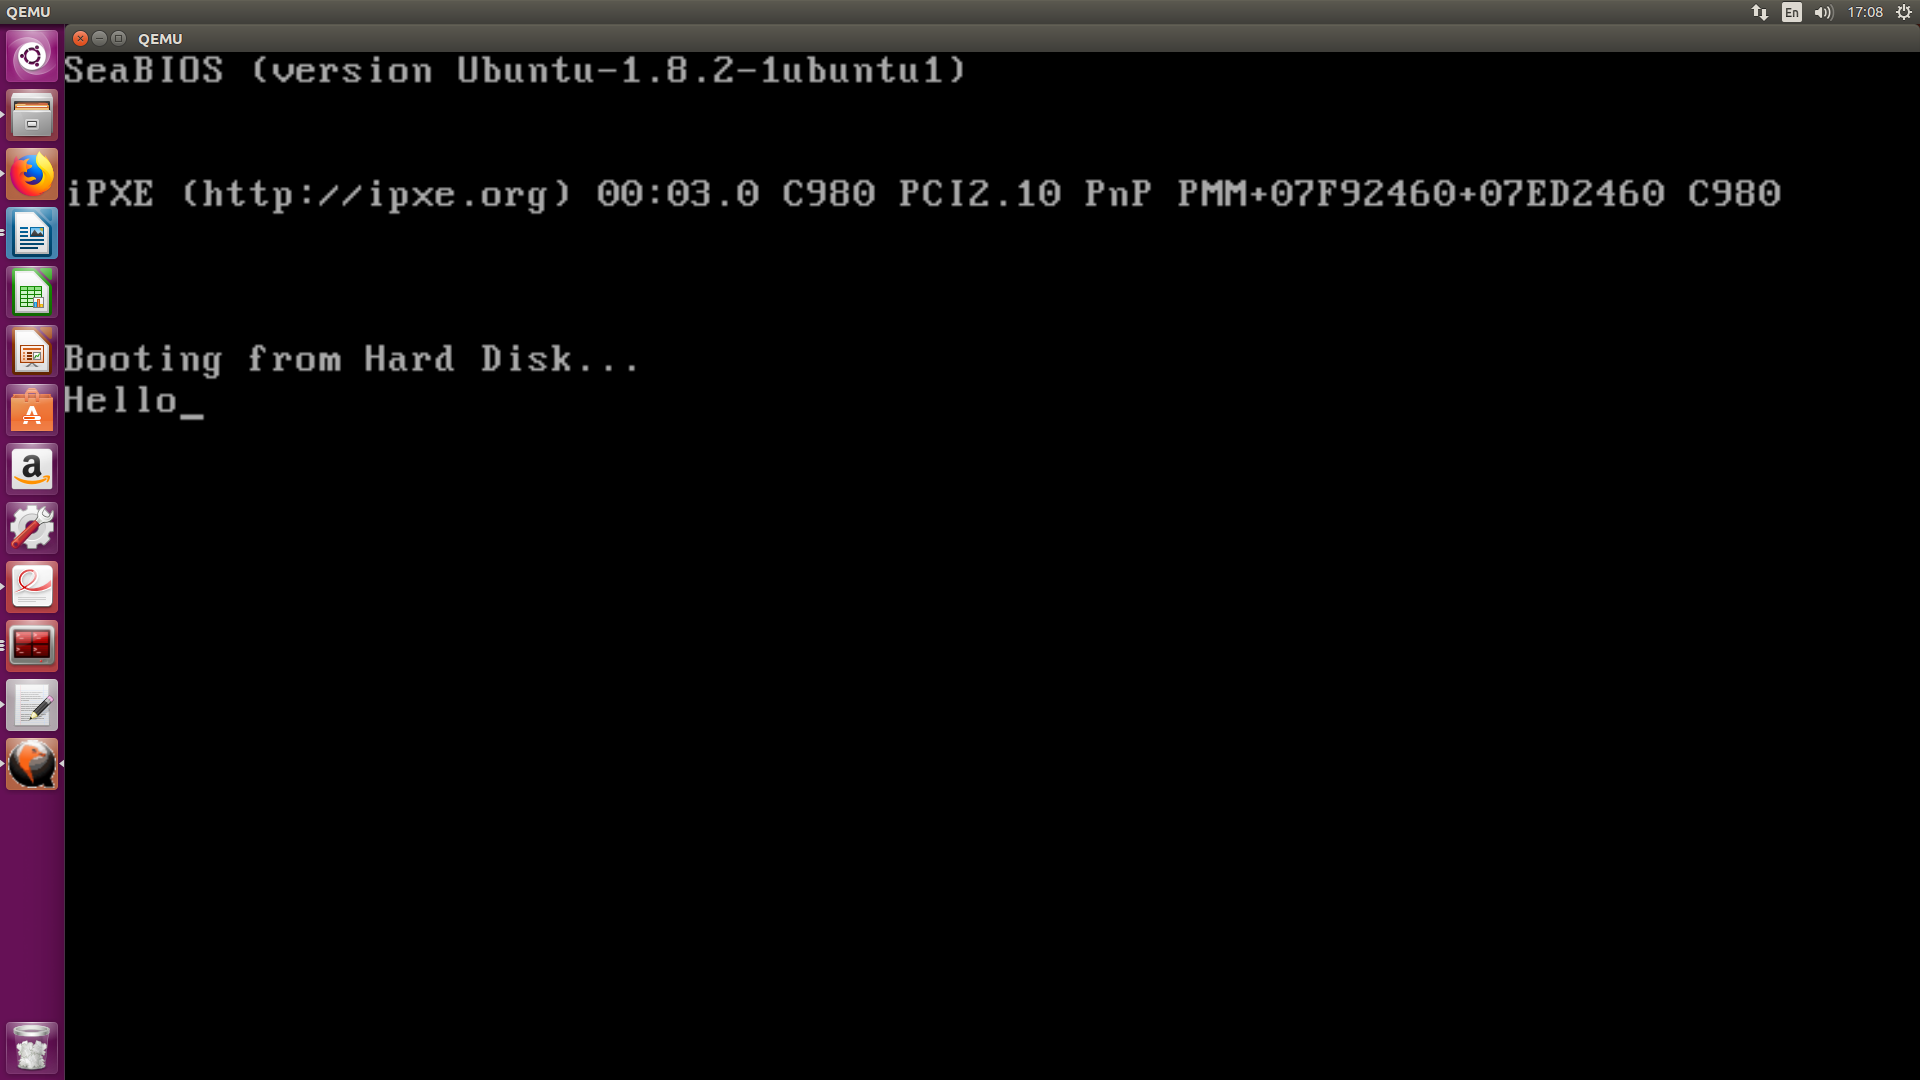 QEMU
En
17:08
QEMU
SeaBIOS (version Ubuntu-1.8.2-1ubuntu1)
iPXE (http://ipxe.org) 00:03.0 C980 PCI2.10 PnP PMM+07F92460+07ED2460 C980
Booting from Hard Disk...
Hello_